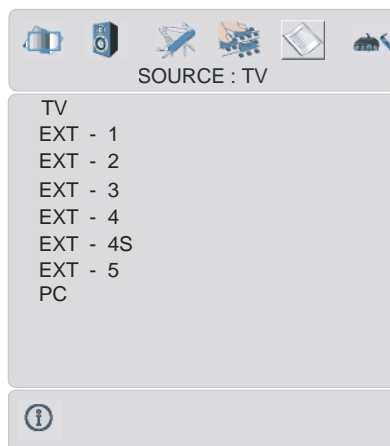 SOURCE : TV
TV
EXT - 1
EXT - 2
EXT - 3
EXT - 4
EXT - 4S
EXT - 5
PC